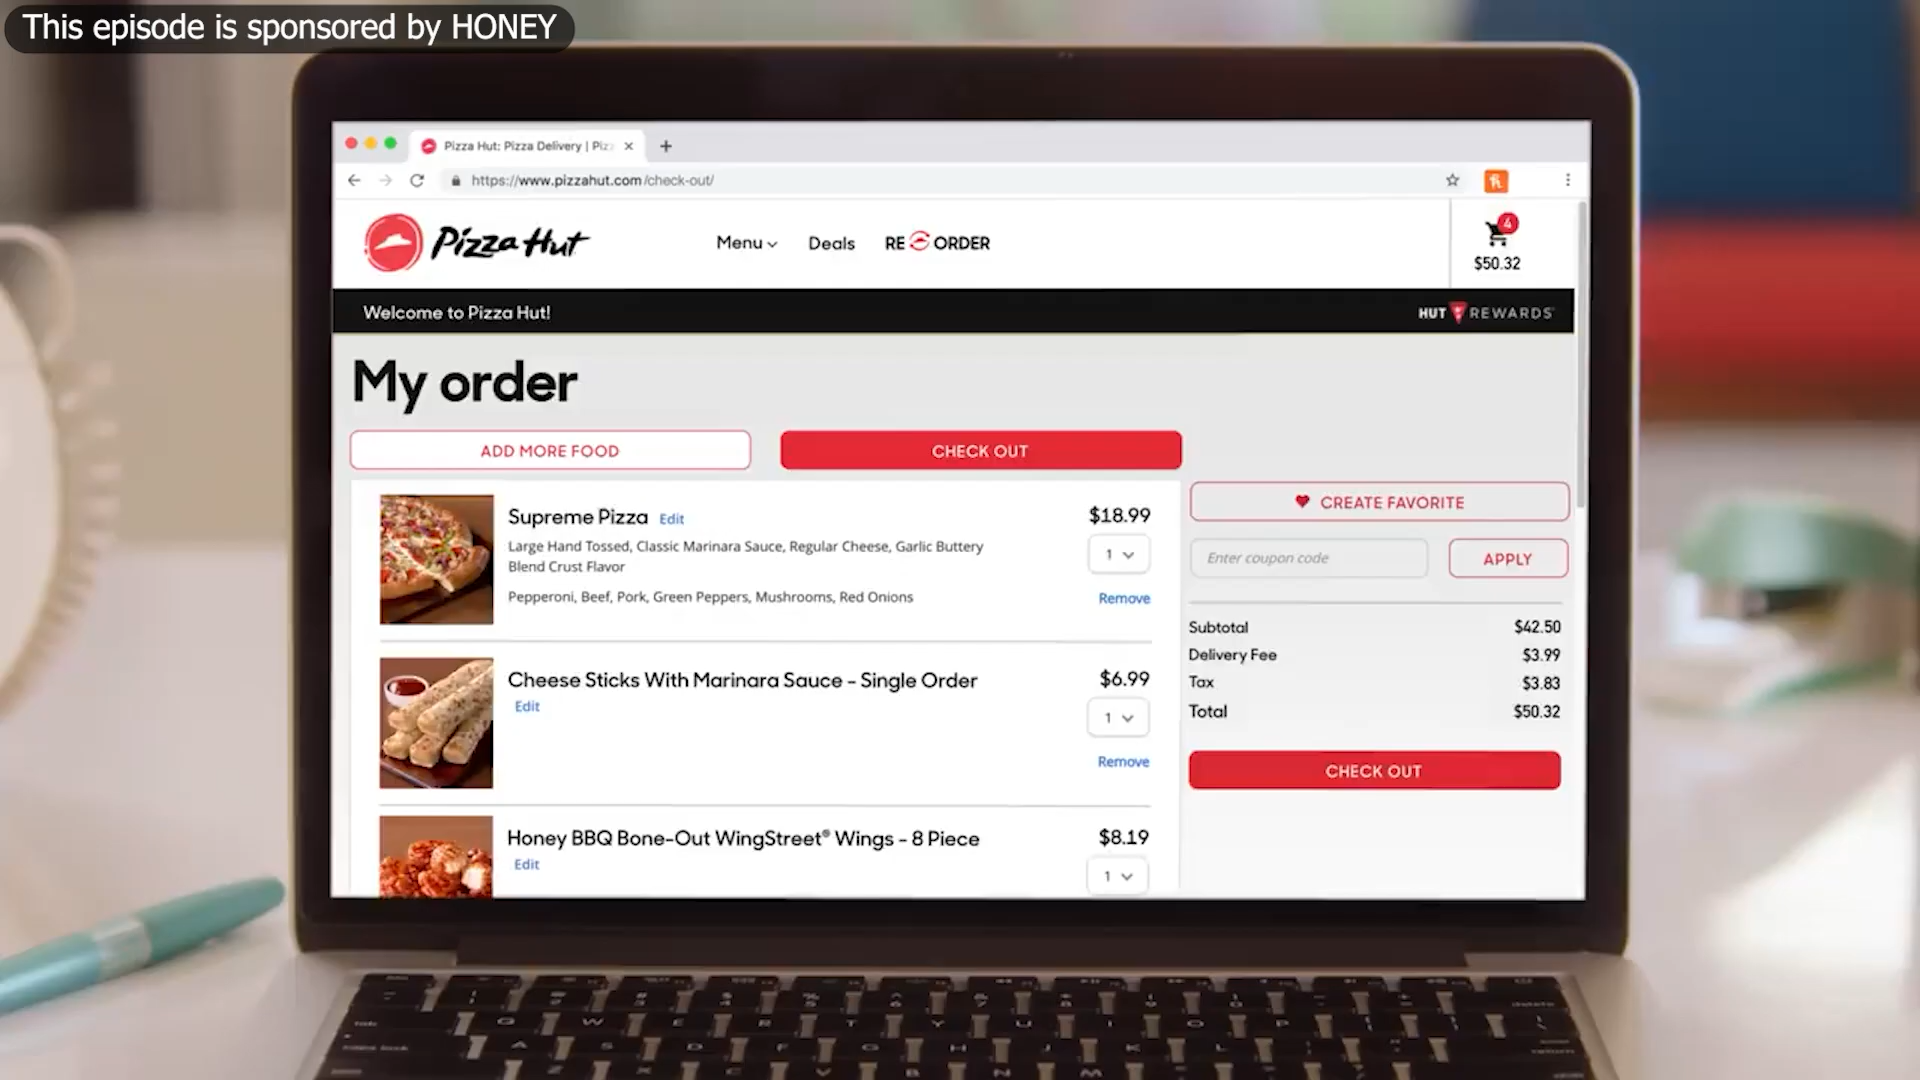 This episode is sponsored by HONEY
Pizza Hut: Pizza Delivery | Piz
https://www.pizzahut.com/check-out/
Pizza Hut
Menu
Deals
RE ORDER
4
$50.32
Welcome to Pizza Hut!
HUT REWARDS
My order
ADD MORE FOOD
CHECK OUT
Supreme Pizza Edit
$18.99
Large Hand Tossed, Classic Marinara Sauce, Regular Cheese, Garlic Buttery
Blend Crust Flavor
1
Pepperoni, Beef, Pork, Green Peppers, Mushrooms, Red Onions
Remove
Cheese Sticks With Marinara Sauce - Single Order
$6.99
Edit
1
Remove
Honey BBQ Bone-Out WingStreet® Wings - 8 Piece
$8.19
Edit
1
CREATE FAVORITE
Enter coupon code
APPLY
Subtotal $42.50
Delivery Fee $3.99
Tax $3.83
Total $50.32
CHECK OUT